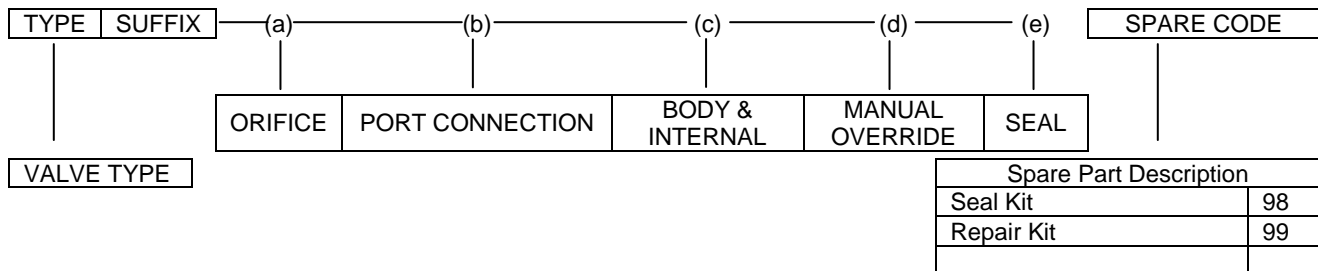 TYPE SUFFIX (a) (b) (c) (d) (e) SPARE CODE
ORIFICE PORT CONNECTION BODY & INTERNAL MANUAL OVERRIDE SEAL
VALVE TYPE
Spare Part Description
Seal Kit 98
Repair Kit 99